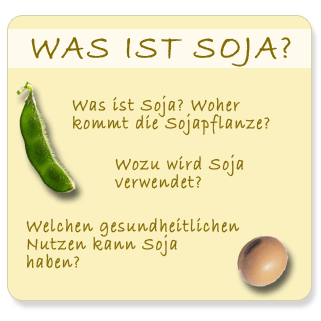 WAS IST SOJA?
Was ist Soja? Woher
kommt die Sojapflanze?
Wozu wird Soja
verwendet?
Welchen gesundheitlichen
Nutzen kann Soja
haben?